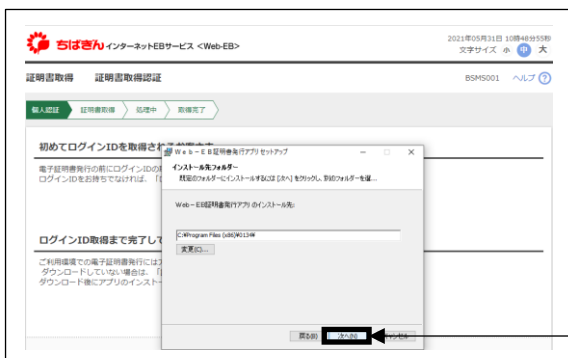 ちばぎん インターネットEBサービス <Web-EB>
2021年05月31日 10時48分55秒
文字サイズ 小 中 大
証明書取得 証明書取得認証
BSMS001 ヘルプ ?
個人認証 証明書取得 処理中 取得完了
初めてログインIDを取得され
電子証明書発行の前にログインIDの
ログインIDをお持ちでなければ、「
ログインID取得まで完了して
ご利用環境での電子証明書発行には
ダウンロードしていない場合は、「
ダウンロード後にアプリのインストー
Web-EB証明書発行アプリ セットアップ
インストール先フォルダー
既定のフォルダーにインストールするには [次へ] をクリックし、別のフォルダーを選...
Web-EB証明書発行アプリ のインストール先:
C:¥Program Files (x86)¥0134¥
変更(C)...
戻る(B) 次へ(N) キャンセル